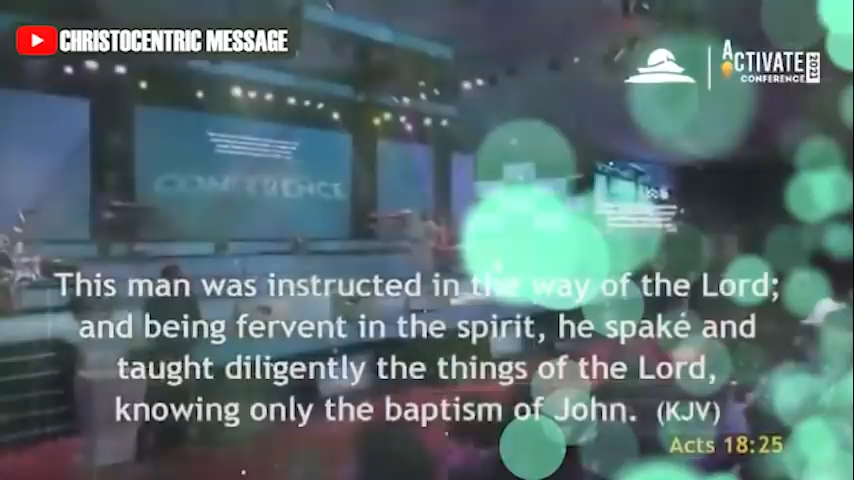 CHRISTOCENTRIC MESSAGE
ACTIVATE
CONFERENCE 2021
CONFERENCE
This man was instructed in the way of the Lord;
and being fervent in the spirit, he spake and
taught diligently the things of the Lord,
knowing only the baptism of John. (KJV)
Acts 18:25